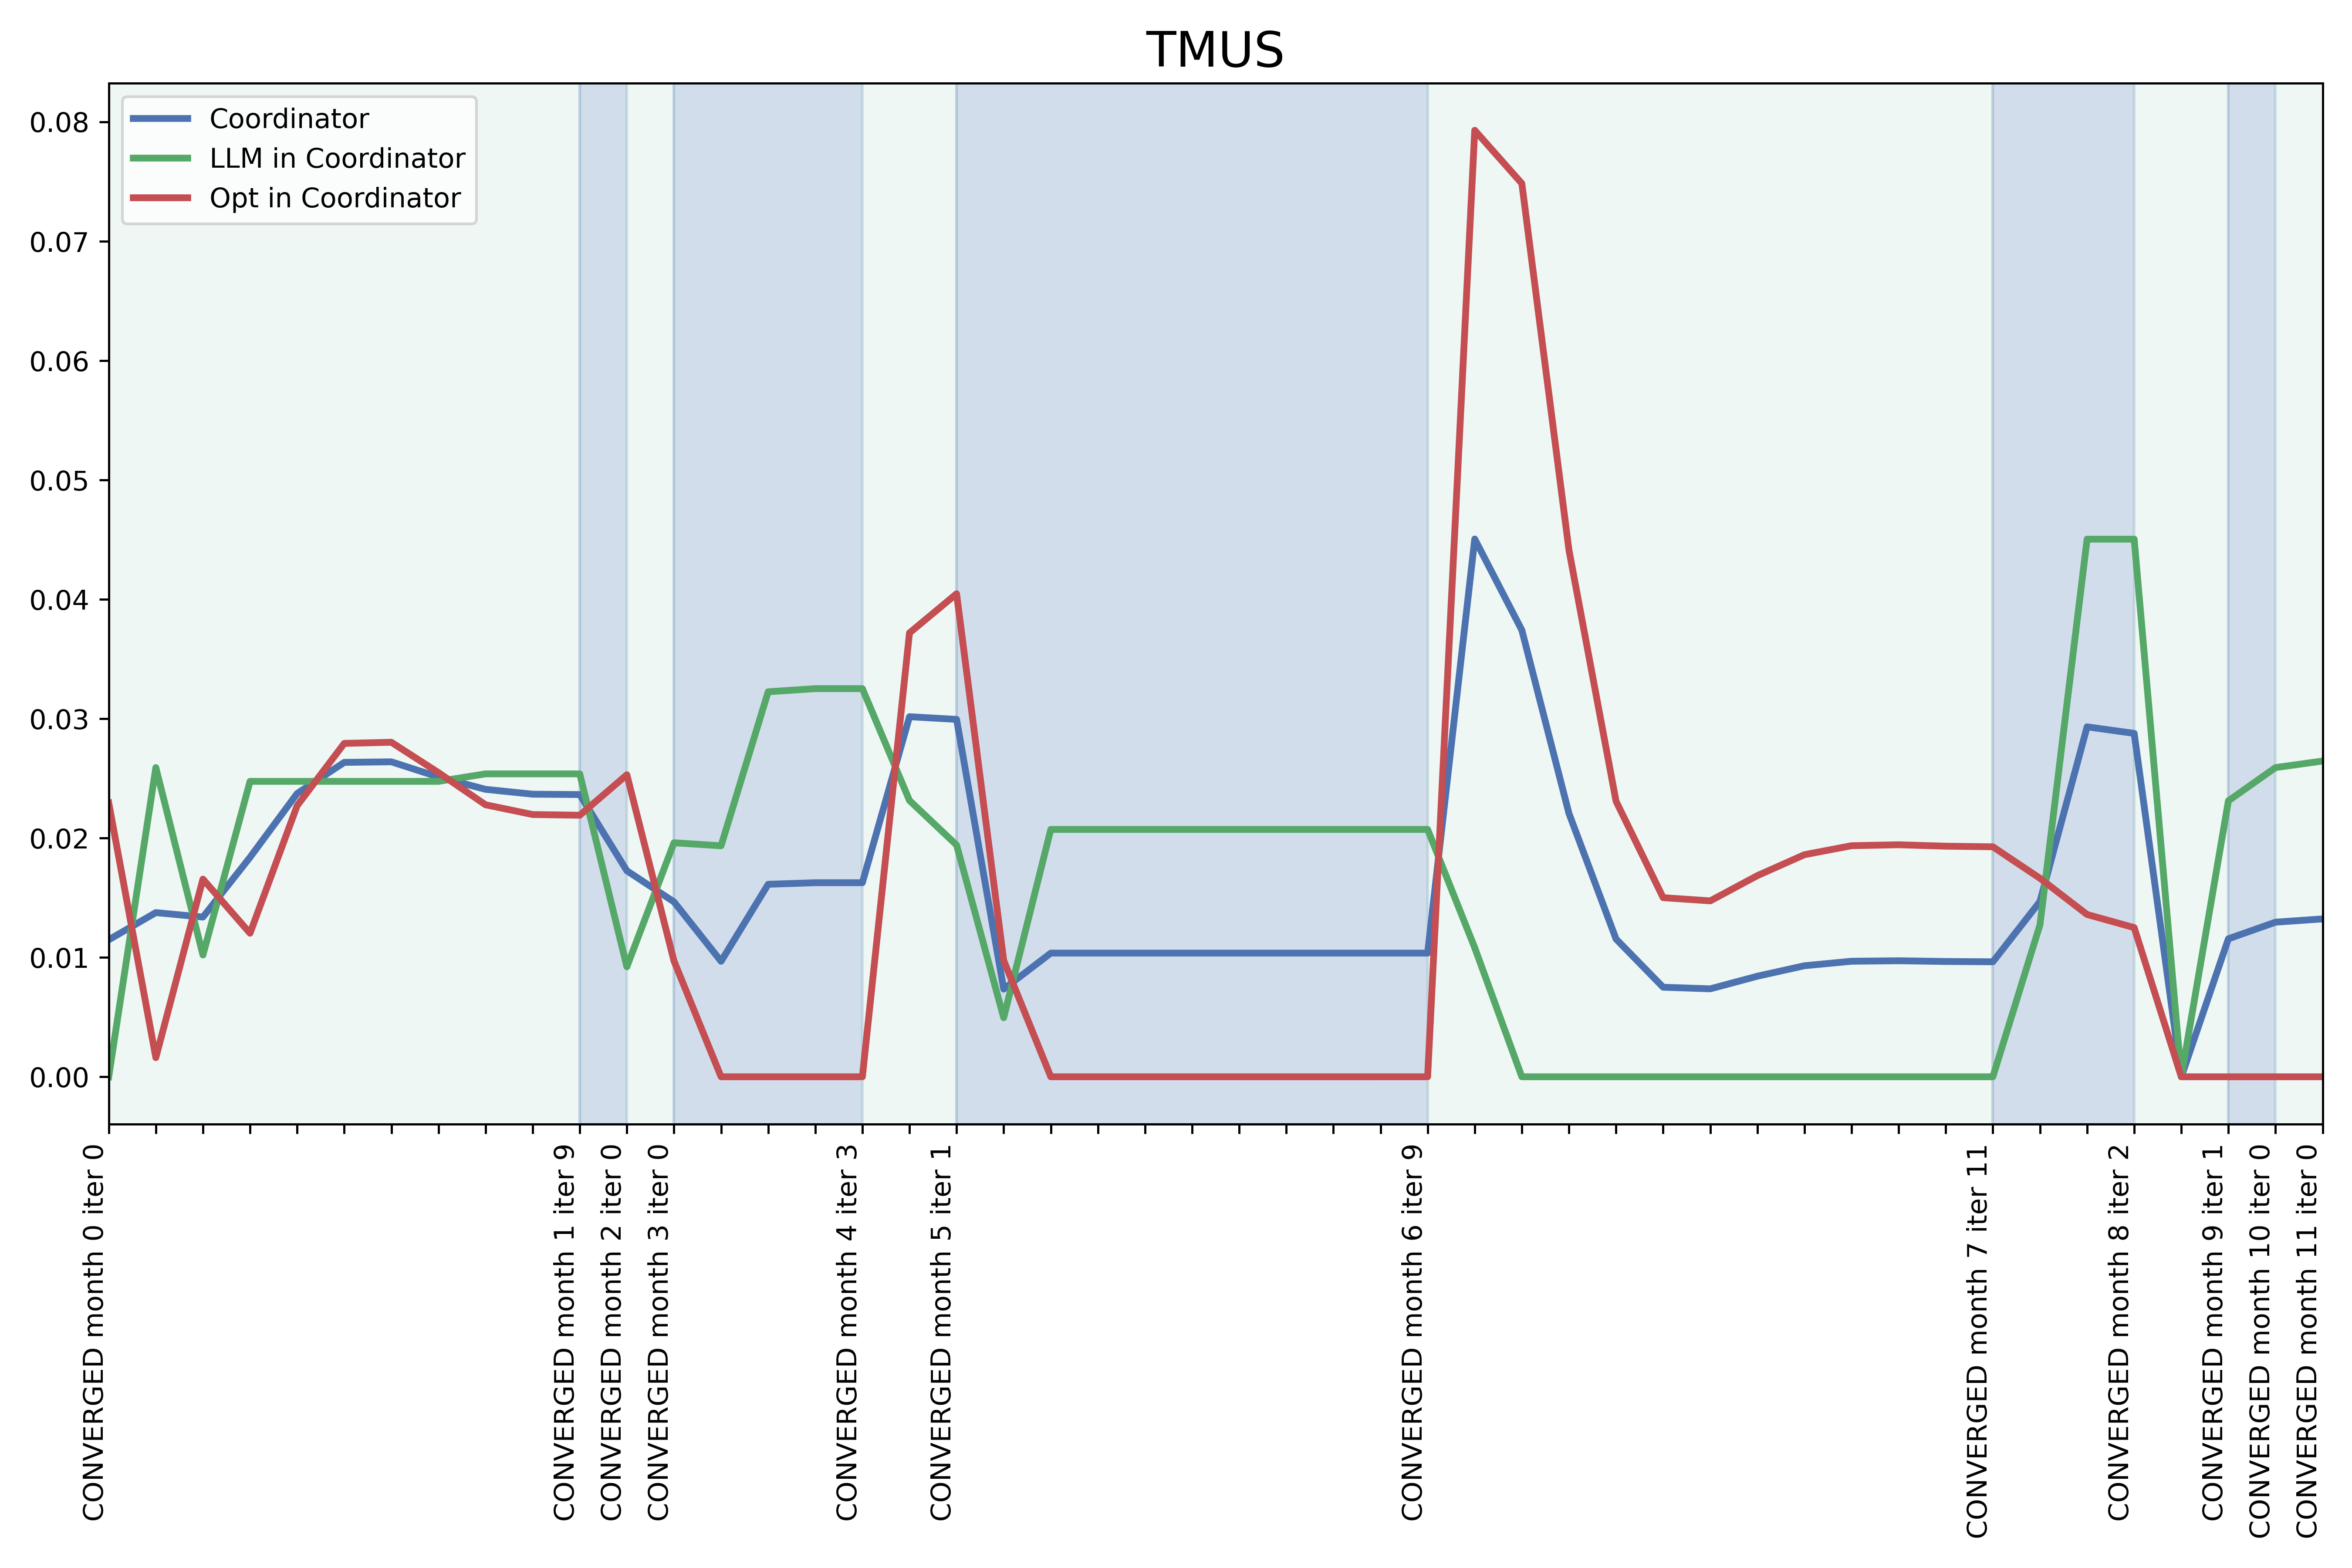 TMUS
Coordinator
LLM in Coordinator
Opt in Coordinator
0.08
0.07
0.06
0.05
0.04
0.03
0.02
0.01
0.00
CONVERGED month 0 iter 0
CONVERGED month 1 iter 9
CONVERGED month 2 iter 0
CONVERGED month 3 iter 0
CONVERGED month 4 iter 3
CONVERGED month 5 iter 1
CONVERGED month 6 iter 9
CONVERGED month 7 iter 11
CONVERGED month 8 iter 2
CONVERGED month 9 iter 1
CONVERGED month 10 iter 0
CONVERGED month 11 iter 0